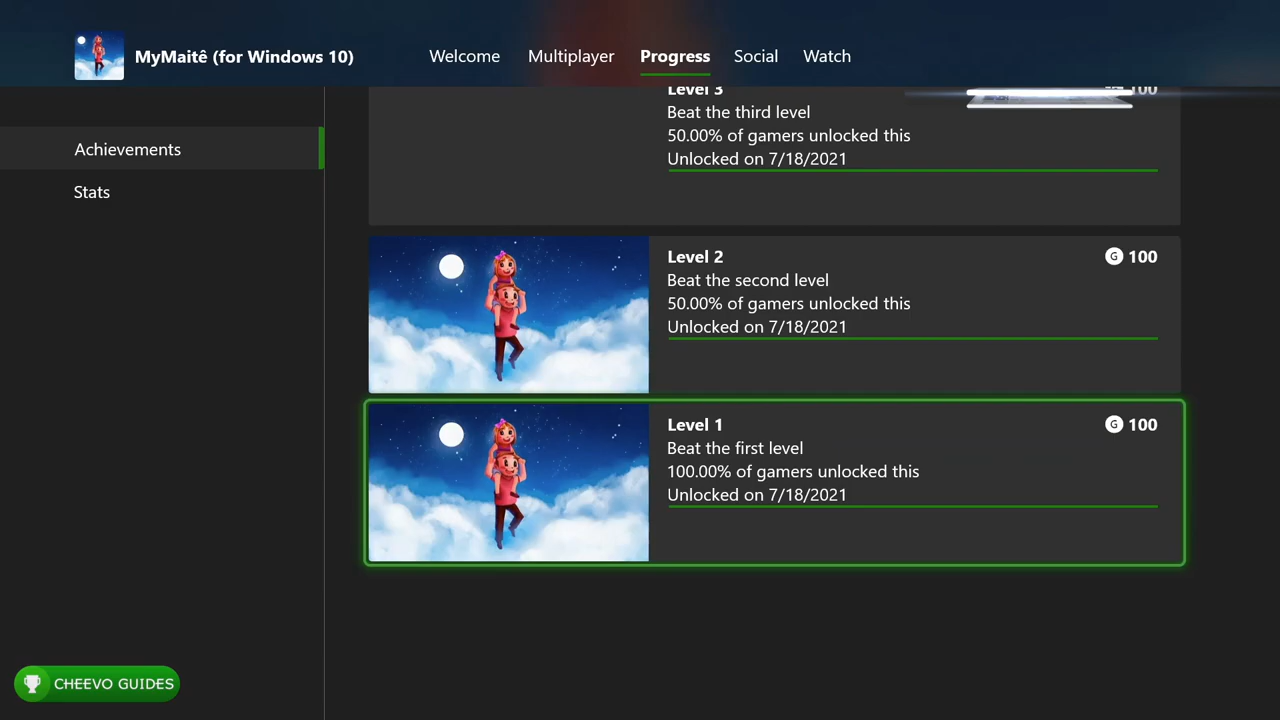 MyMaitê (for Windows 10)
Welcome
Multiplayer
Progress
Social
Watch
Achievements
Stats
Level 3
100
Beat the third level
50.00% of gamers unlocked this
Unlocked on 7/18/2021
Level 2
G 100
Beat the second level
50.00% of gamers unlocked this
Unlocked on 7/18/2021
Level 1
G 100
Beat the first level
100.00% of gamers unlocked this
Unlocked on 7/18/2021
CHEEVO GUIDES